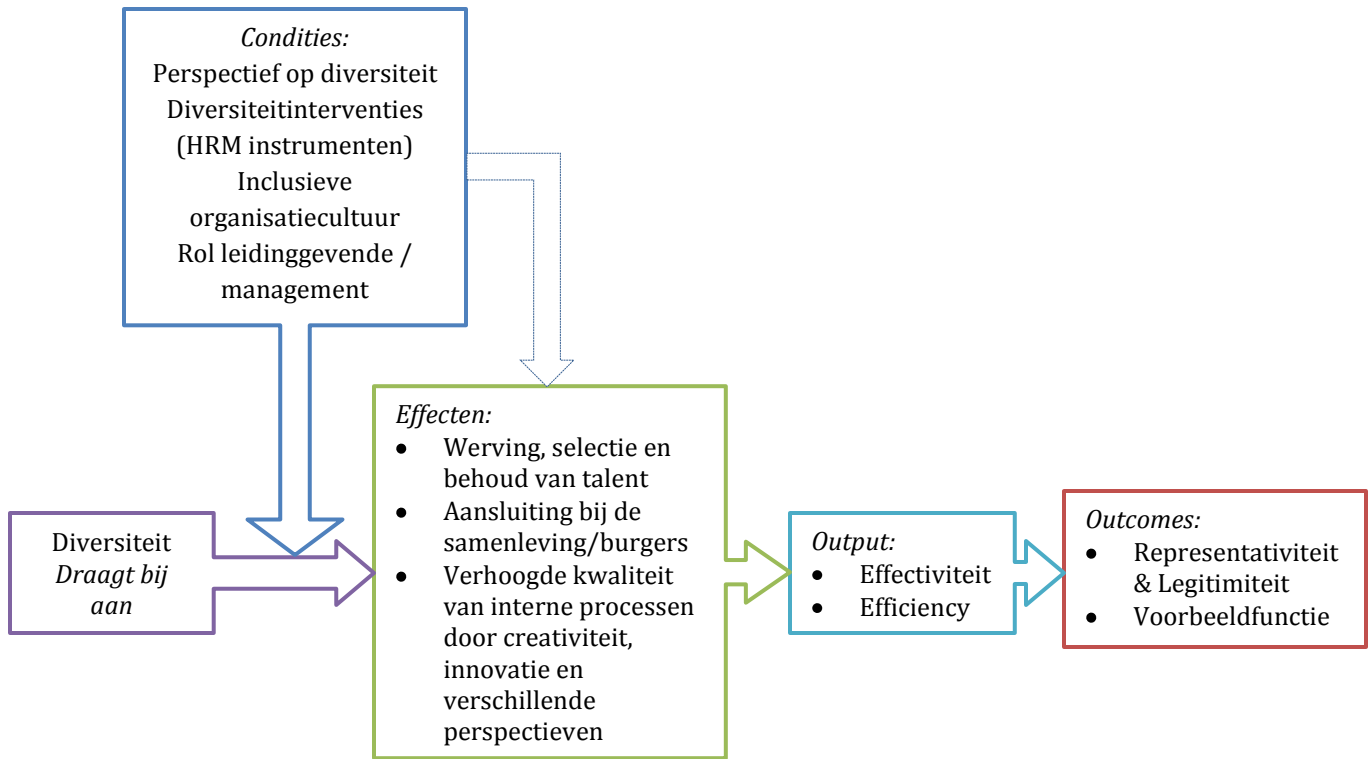 Condities:
Perspectief op diversiteit
Diversiteitinterventies
(HRM instrumenten)
Inclusieve
organisatiecultuur
Rol leidinggevende /
management
Diversiteit
Draagt bij
aan
Effecten:
• Werving, selectie en
behoud van talent
• Aansluiting bij de
samenleving/burgers
• Verhoogde kwaliteit
van interne processen
door creativiteit,
innovatie en
verschillende
perspectieven
Output:
• Effectiviteit
• Efficiency
Outcomes:
• Representativiteit
& Legitimiteit
• Voorbeeldfunctie